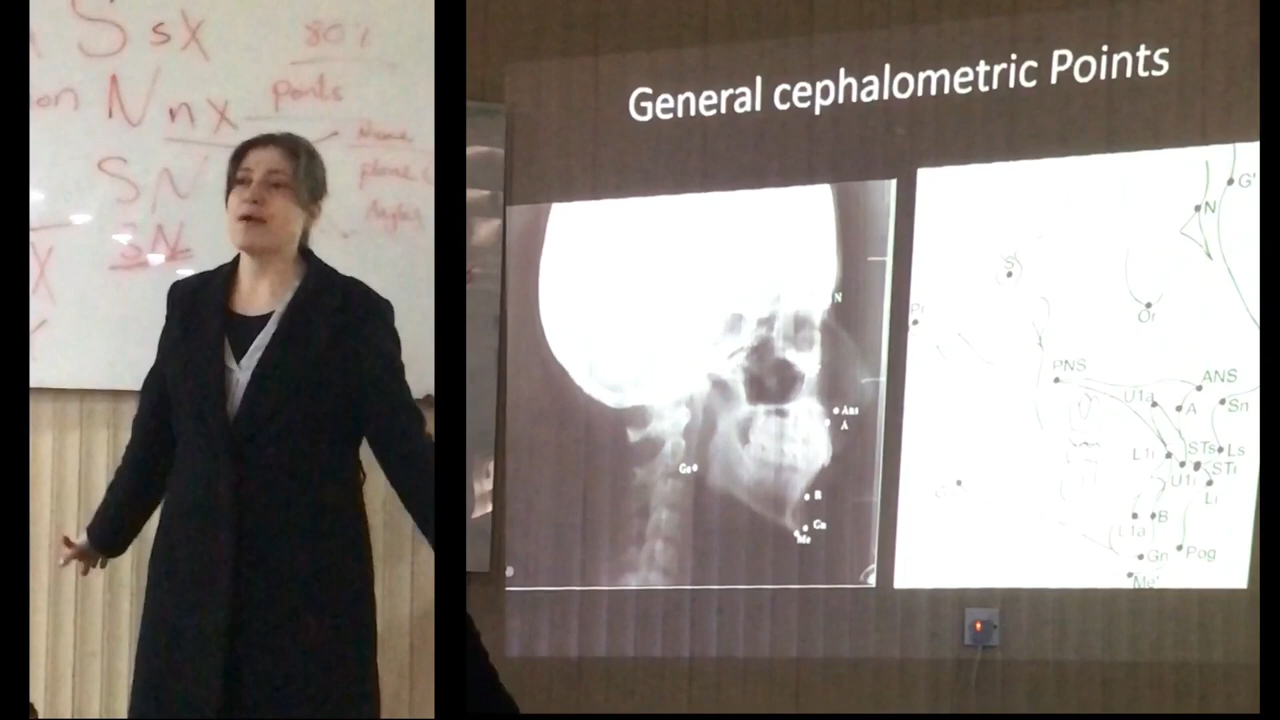 S sX
80%
on N nX
points
Name
SN
plane
Angles
SN
X
General cephalometric Points
N
Ans
A
Go
B
Gn
Me
G'
N
S
Or
PNS
ANS
U1a
A
Sn
L1i
STs
Ls
STi
U1i
Li
B
L1a
Gn
Pog
Me'